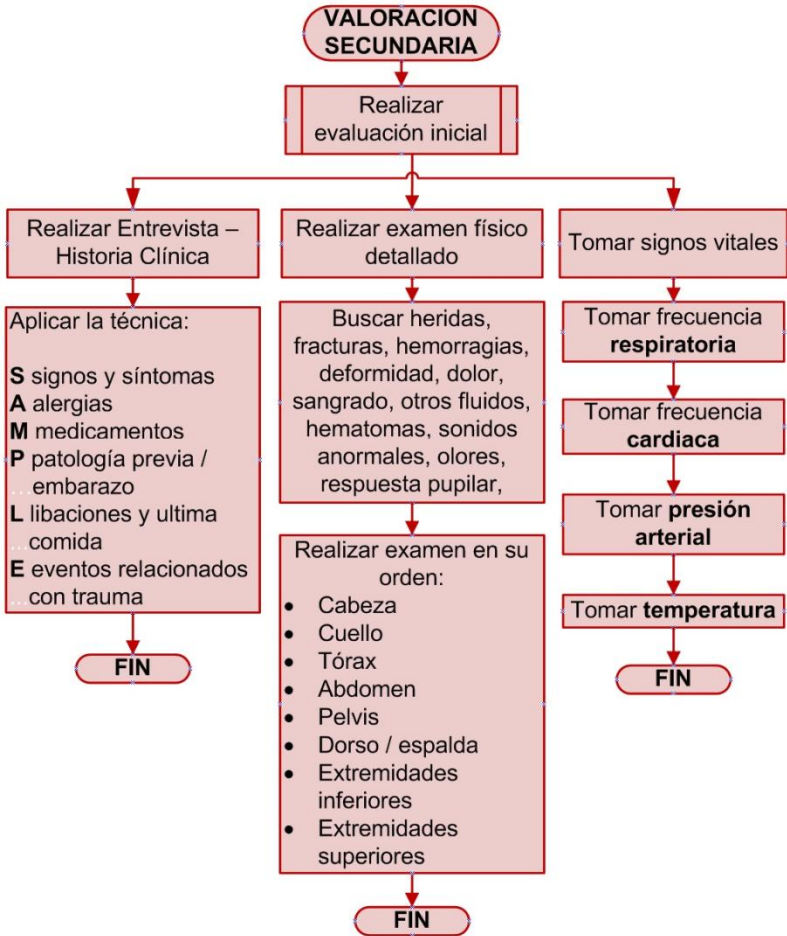 VALORACION
SECUNDARIA
Realizar
evaluación inicial
Realizar Entrevista –
Historia Clínica
Aplicar la técnica:
S signos y síntomas
A alergias
M medicamentos
P patología previa /
...embarazo
L libaciones y ultima
...comida
E eventos relacionados
...con trauma
FIN
Realizar examen físico
detallado
Buscar heridas,
fracturas, hemorragias,
deformidad, dolor,
sangrado, otros fluidos,
hematomas, sonidos
anormales, olores,
respuesta pupilar,
Realizar examen en su
orden:
• Cabeza
• Cuello
• Tórax
• Abdomen
• Pelvis
• Dorso / espalda
• Extremidades
inferiores
• Extremidades
superiores
FIN
Tomar signos vitales
Tomar frecuencia
respiratoria
Tomar frecuencia
cardiaca
Tomar presión
arterial
Tomar temperatura
FIN